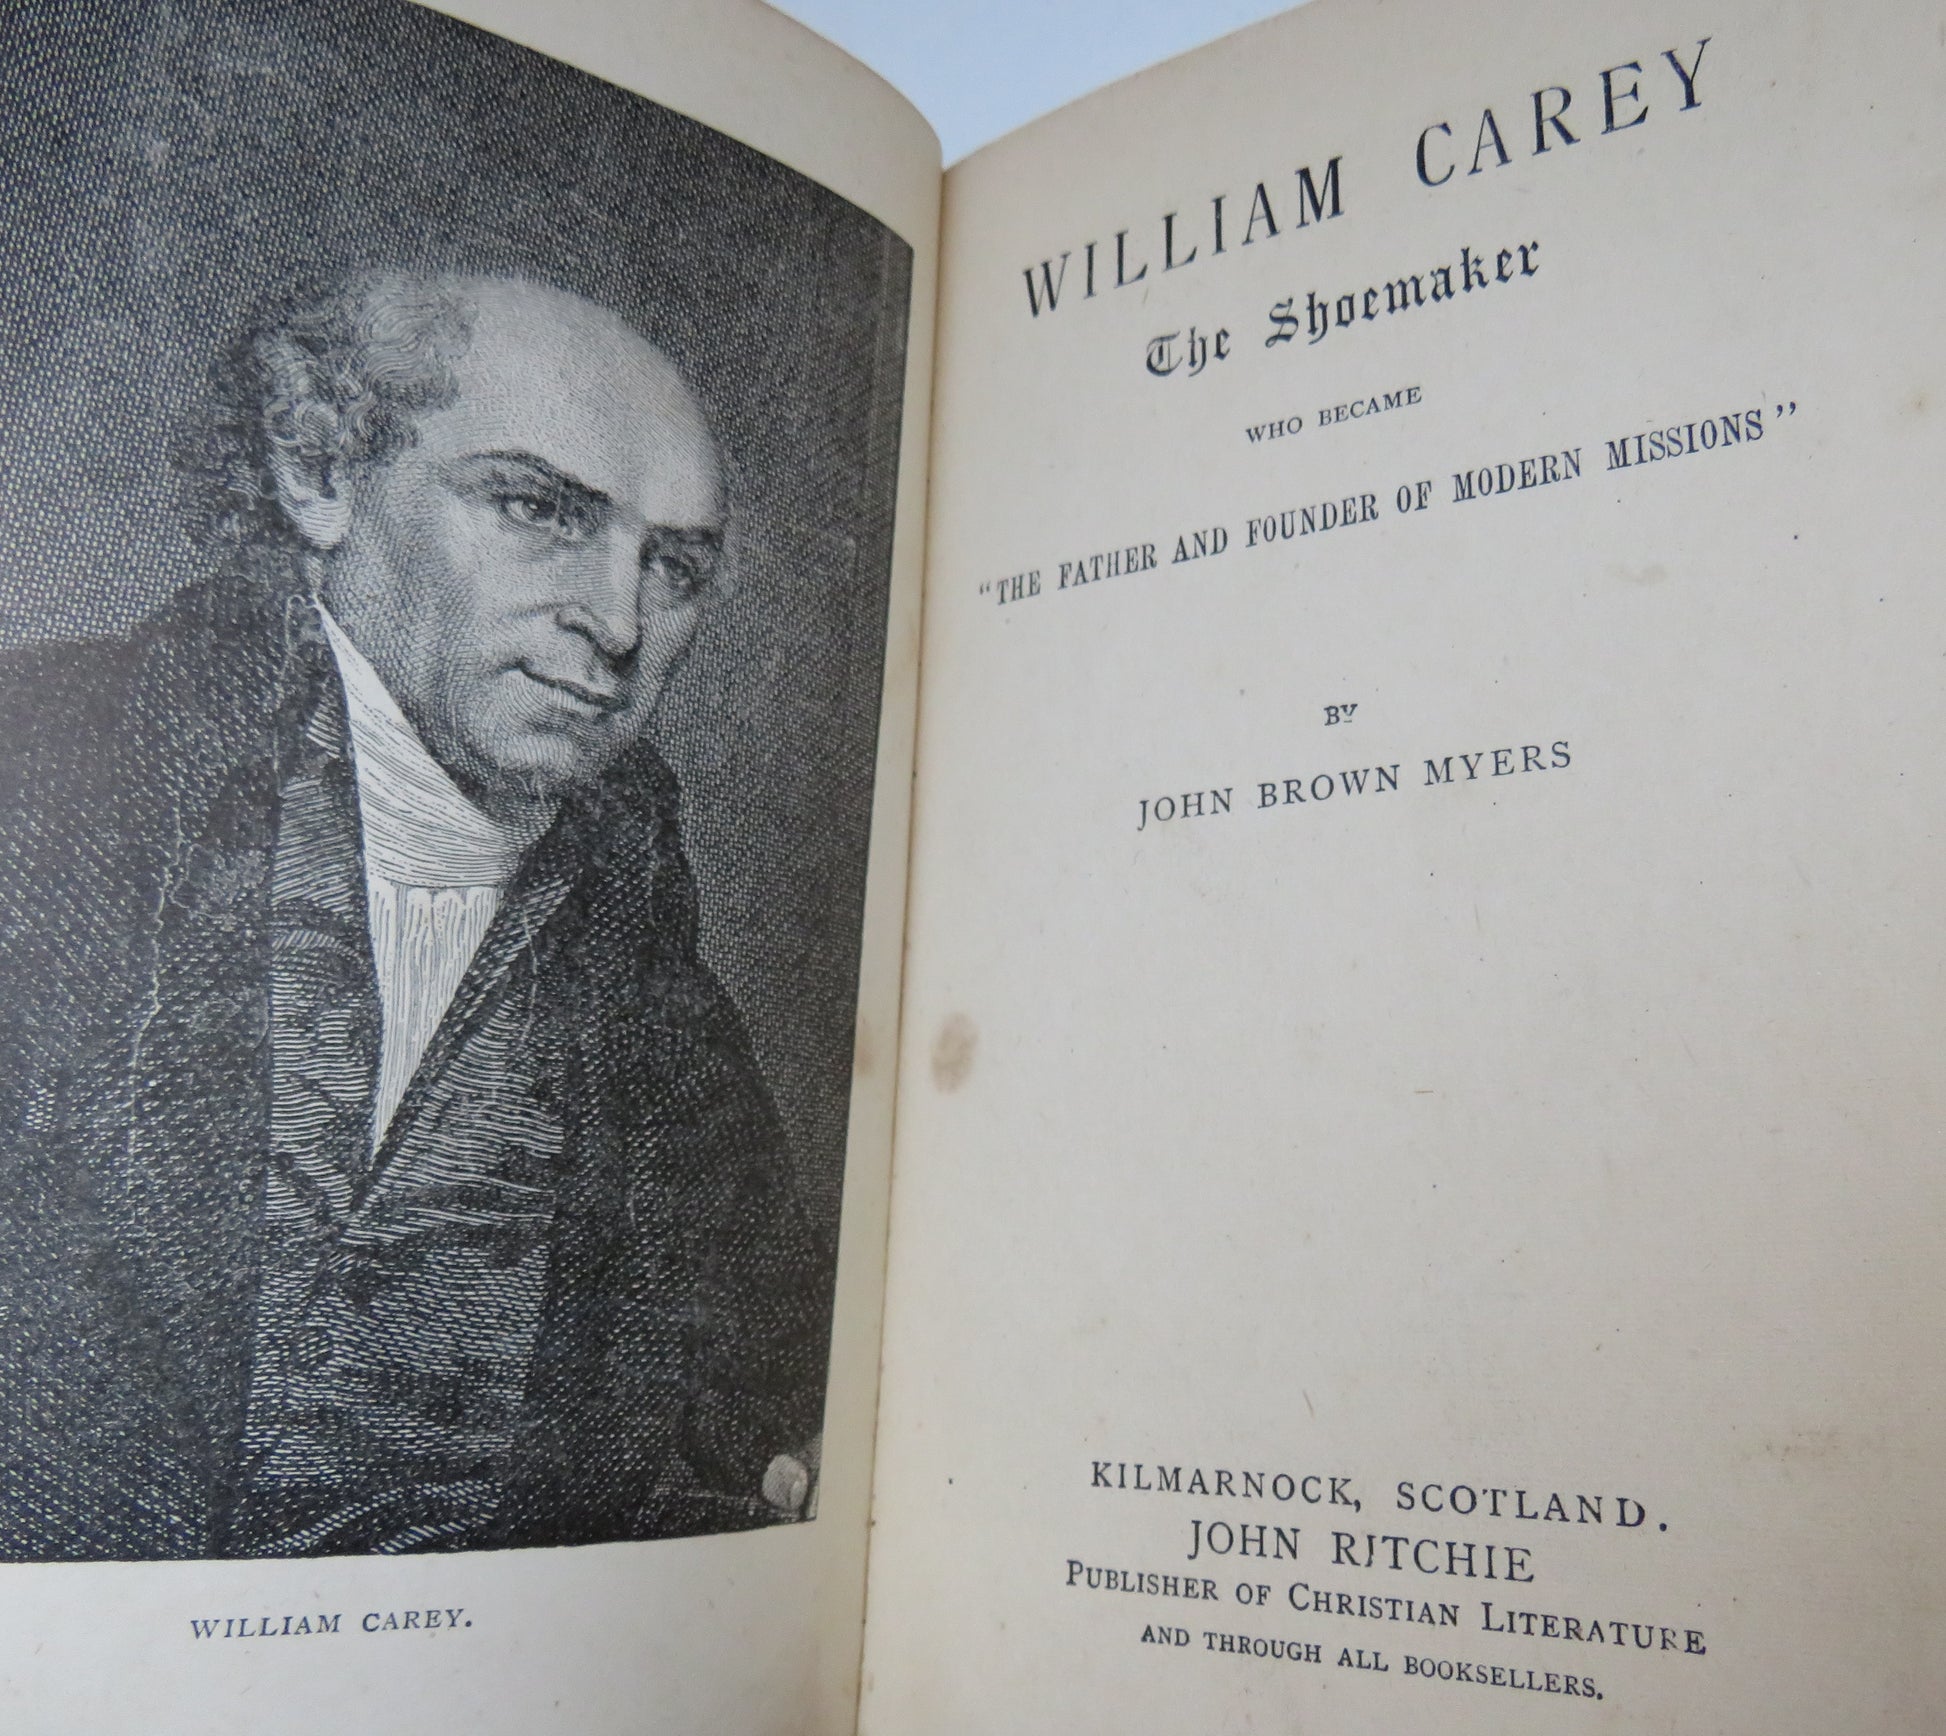 WILLIAM CAREY.
WILLIAM CAREY
The Shoemaker
WHO BECAME
“THE FATHER AND FOUNDER OF MODERN MISSIONS”
BY
JOHN BROWN MYERS
KILMARNOCK, SCOTLAND.
JOHN RITCHIE
PUBLISHER OF CHRISTIAN LITERATURE
AND THROUGH ALL BOOKSELLERS.